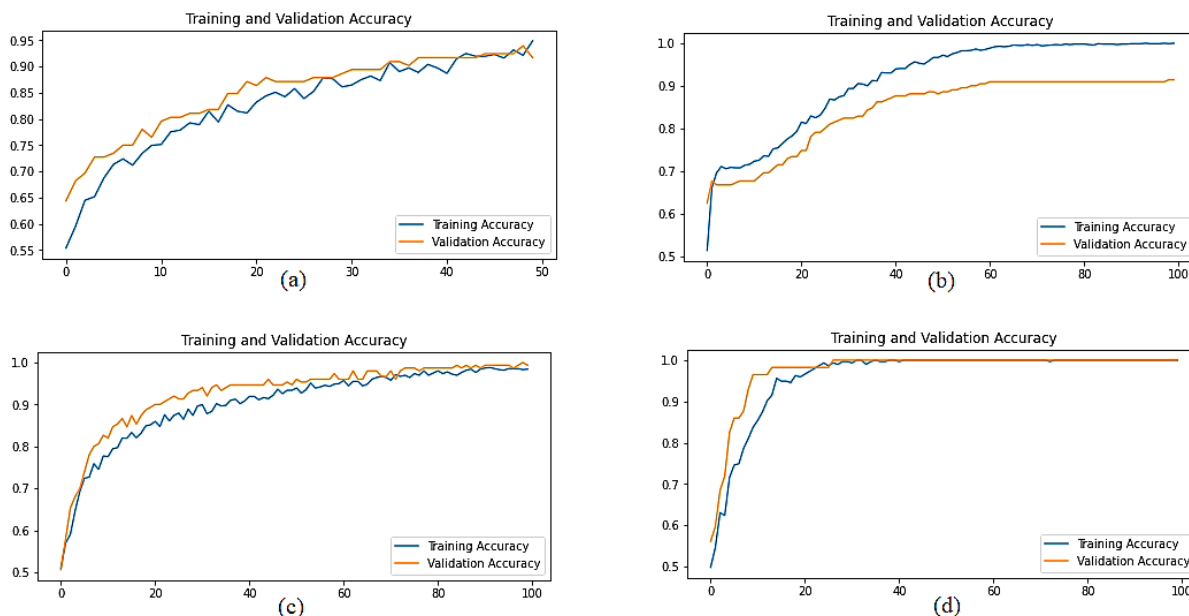 Training and Validation Accuracy
0.95
0.90
0.85
0.80
0.75
0.70
0.65
0.60
0.55
Training Accuracy
Validation Accuracy
0 10 20 30 40 50
(a)
Training and Validation Accuracy
1.0
0.9
0.8
0.7
0.6
0.5
Training Accuracy
Validation Accuracy
0 20 40 60 80 100
(b)
Training and Validation Accuracy
1.0
0.9
0.8
0.7
0.6
0.5
Training Accuracy
Validation Accuracy
0 20 40 60 80 100
(c)
Training and Validation Accuracy
1.0
0.9
0.8
0.7
0.6
0.5
Training Accuracy
Validation Accuracy
0 20 40 60 80 100
(d)